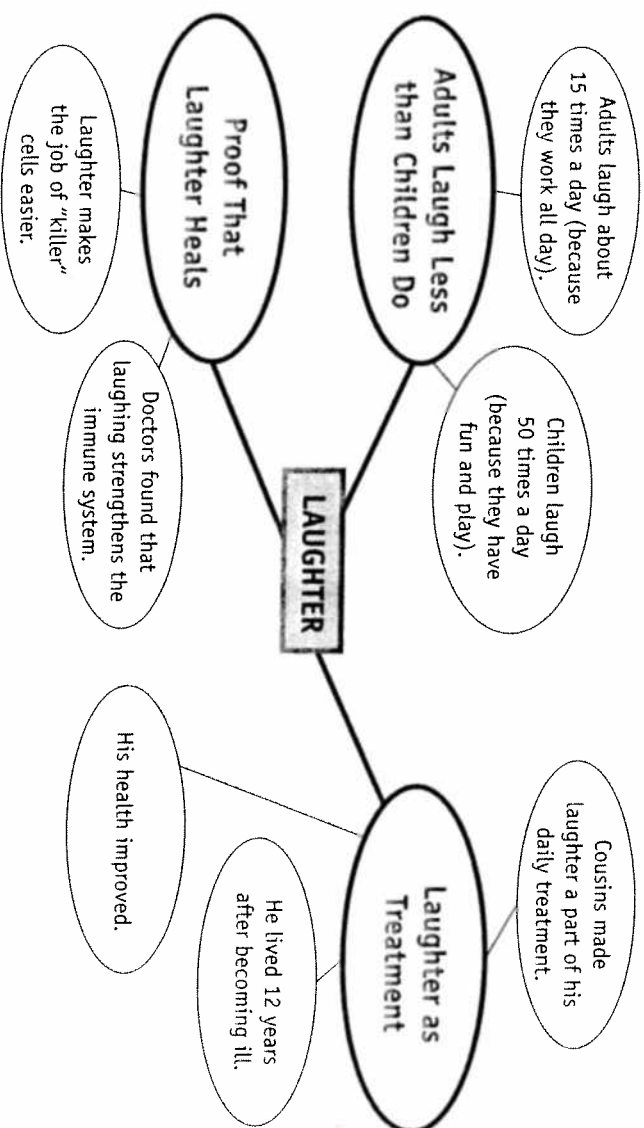 Adults laugh about
15 times a day (because
they work all day).
Children laugh
50 times a day
(because they have
fun and play).
Adults Laugh Less
than Children Do
Cousins made
laughter a part of his
daily treatment.
Laughter as
Treatment
He lived 12 years
after becoming ill.
His health improved.
LAUGHTER
Proof That
Laughter Heals
Laughter makes
the job of "killer"
cells easier.
Doctors found that
laughing strengthens the
immune system.